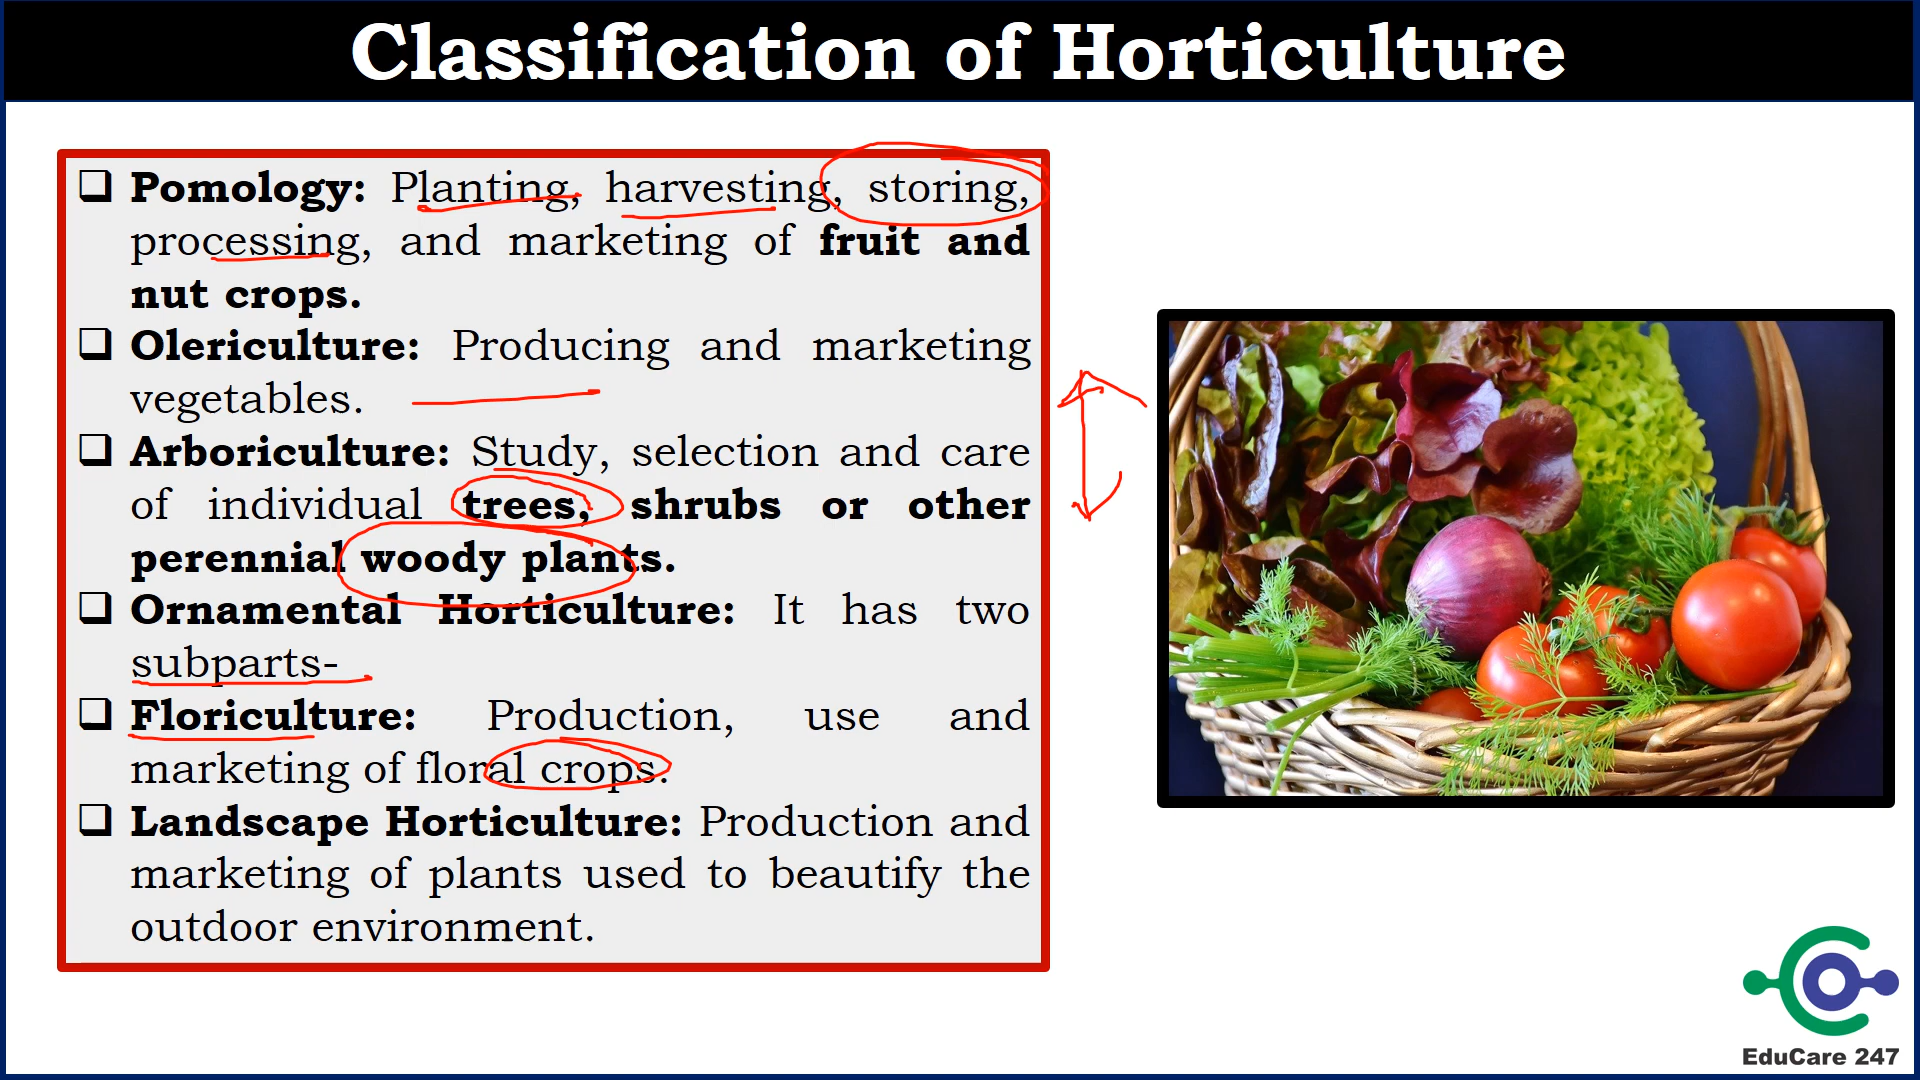 Classification of Horticulture
❑ Pomology: Planting, harvesting, storing,
processing, and marketing of fruit and
nut crops.
❑ Olericulture: Producing and marketing
vegetables.
❑ Arboriculture: Study, selection and care
of individual trees, shrubs or other
perennial woody plants.
❑ Ornamental Horticulture: It has two
subparts-
❑ Floriculture: Production, use and
marketing of floral crops.
❑ Landscape Horticulture: Production and
marketing of plants used to beautify the
outdoor environment.
EduCare 247